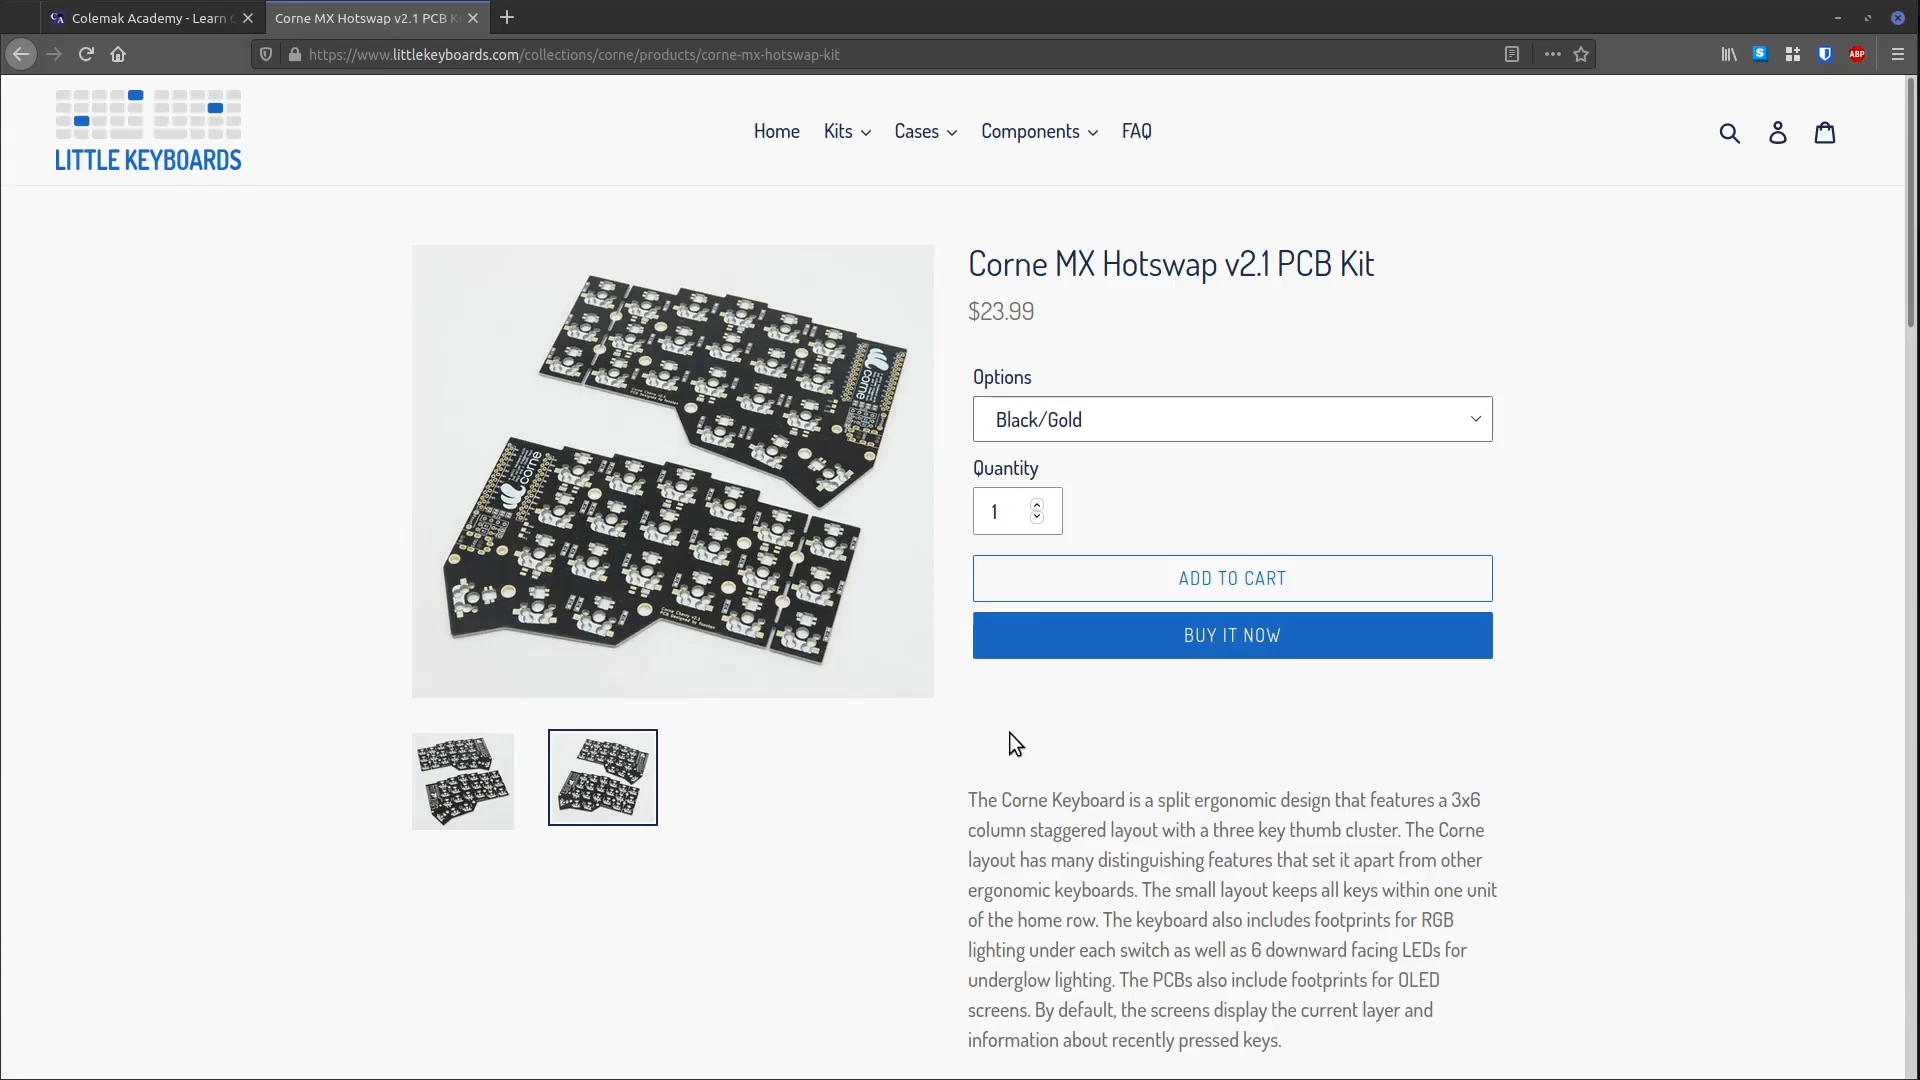 Colemak Academy - Learn
Corne MX Hotswap v2.1 PCB K
https://www.littlekeyboards.com/collections/corne/products/corne-mx-hotswap-kit
ABP
LITTLE KEYBOARDS
Home
Kits
Cases
Components
FAQ
Corne MX Hotswap v2.1 PCB Kit
$23.99
Options
Black/Gold
Quantity
1
ADD TO CART
BUY IT NOW
corne
corne
The Corne Keyboard is a split ergonomic design that features a 3x6
column staggered layout with a three key thumb cluster. The Corne
layout has many distinguishing features that set it apart from other
ergonomic keyboards. The small layout keeps all keys within one unit
of the home row. The keyboard also includes footprints for RGB
lighting under each switch as well as 6 downward facing LEDs for
underglow lighting. The PCBs also include footprints for OLED
screens. By default, the screens display the current layer and
information about recently pressed keys.